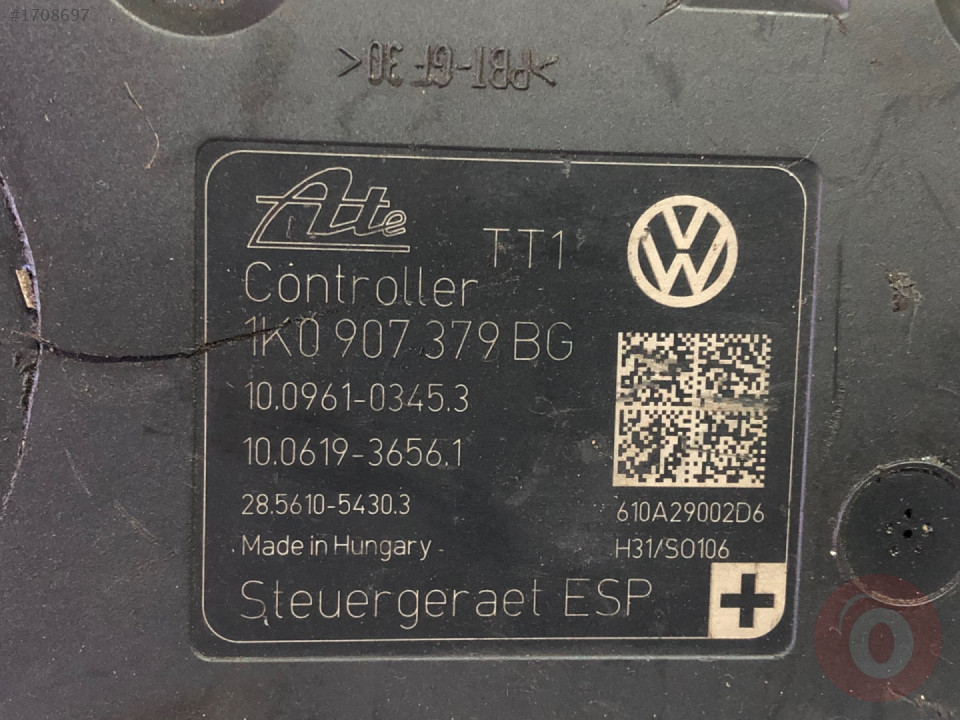 #1708697
>PBT-GF 30<
Ate
TT1
Controller
1K0 907 379 BG
10.0961-0345.3
10.0619-3656.1
28.5610-5430.3
610A29002D6
Made in Hungary
H31/SO106
Steuergeraet ESP